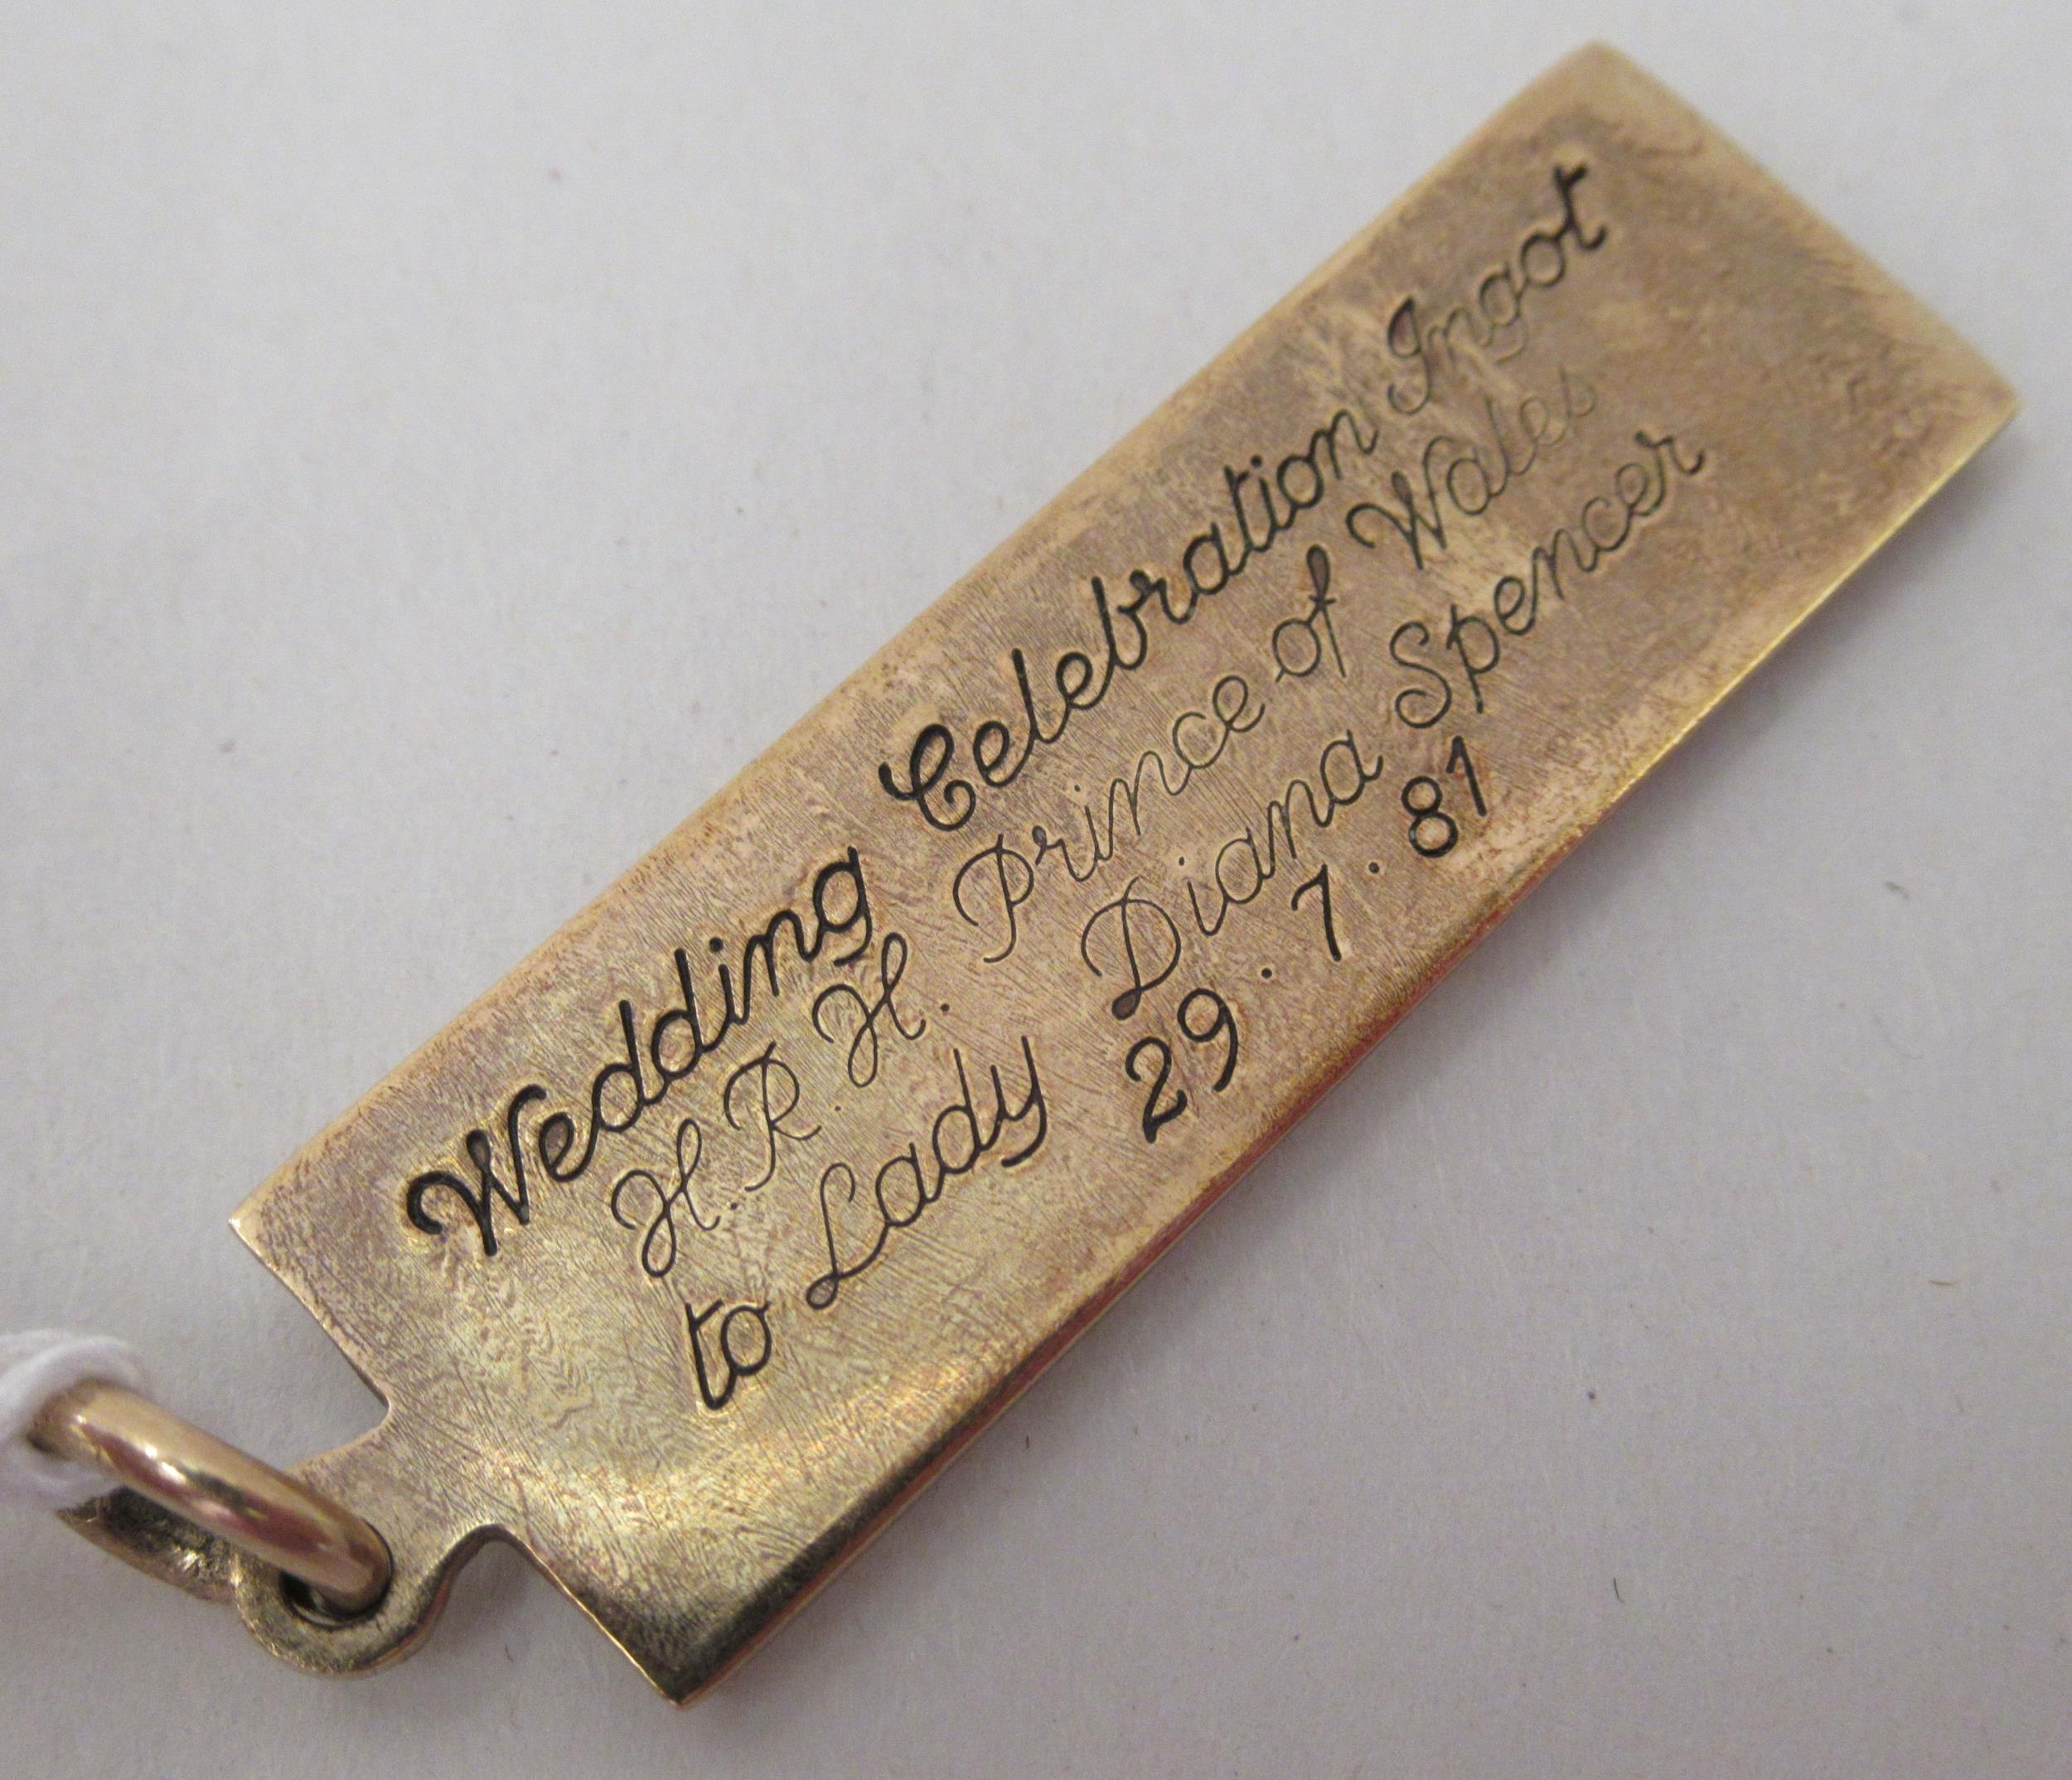 Wedding Celebration Ingot
H.R.H. Prince of Wales
to Lady Diana Spencer
29.7.81